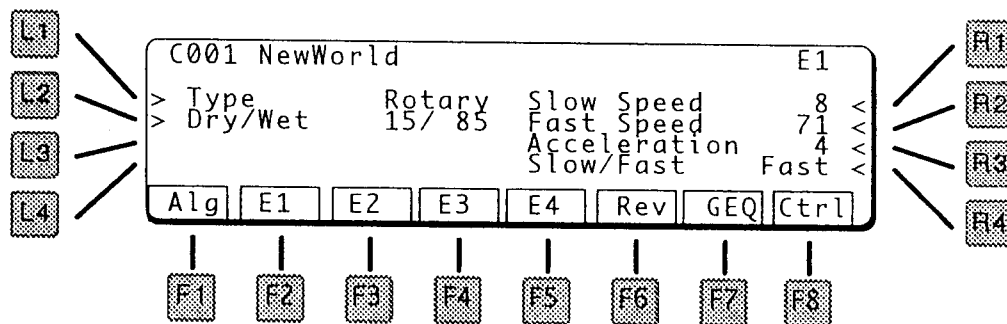 L1
L2
L3
L4
C001 NewWorld E1
> Type Rotary Slow Speed 8 <
> Dry/Wet 15/ 85 Fast Speed 71 <
Acceleration 4 <
Slow/Fast Fast <
Alg E1 E2 E3 E4 Rev GEQ Ctrl
R1
R2
R3
R4
F1 F2 F3 F4 F5 F6 F7 F8